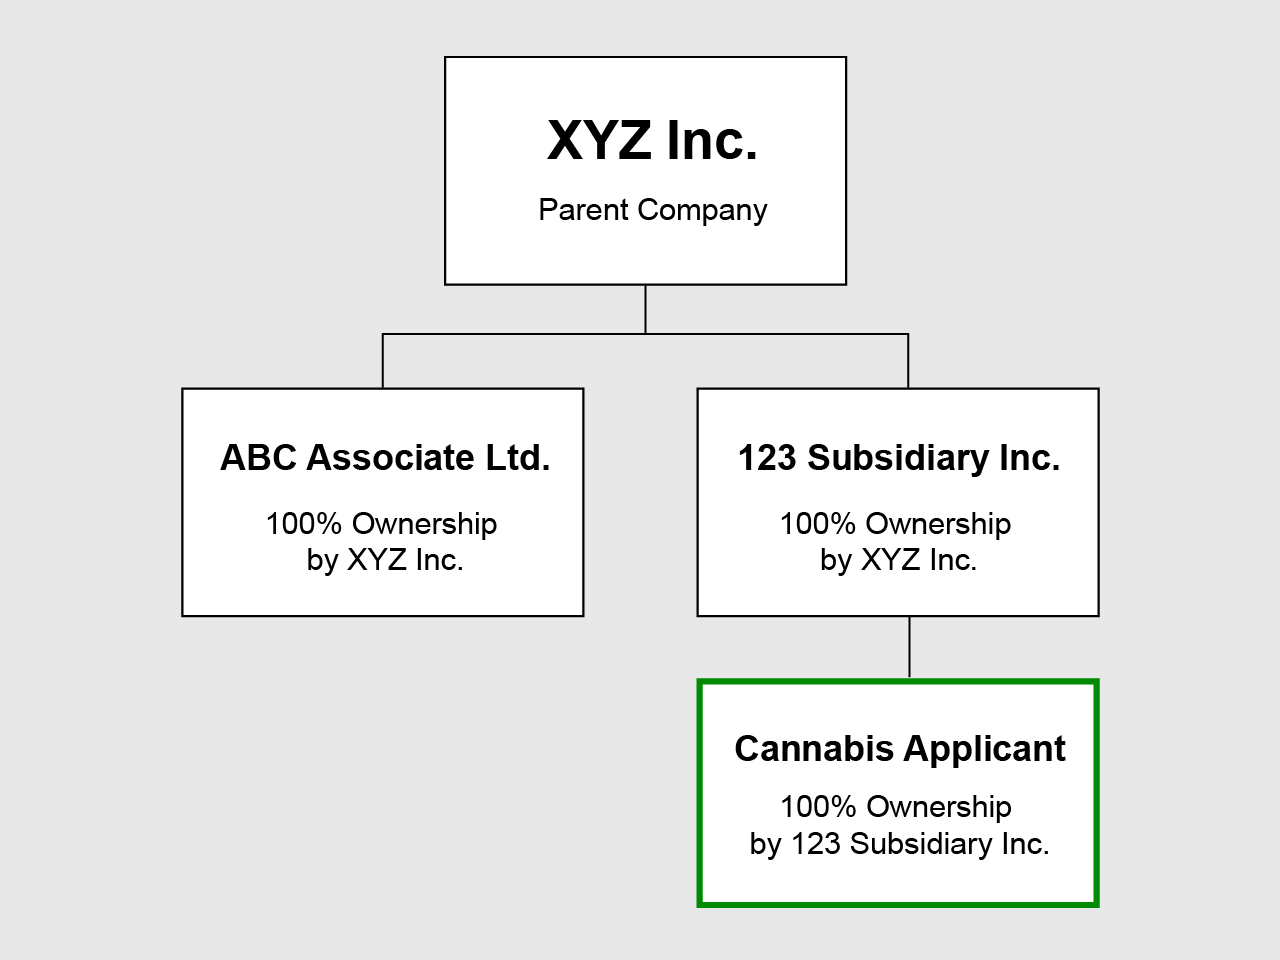 XYZ Inc.
Parent Company
ABC Associate Ltd.
100% Ownership
by XYZ Inc.
123 Subsidiary Inc.
100% Ownership
by XYZ Inc.
Cannabis Applicant
100% Ownership
by 123 Subsidiary Inc.